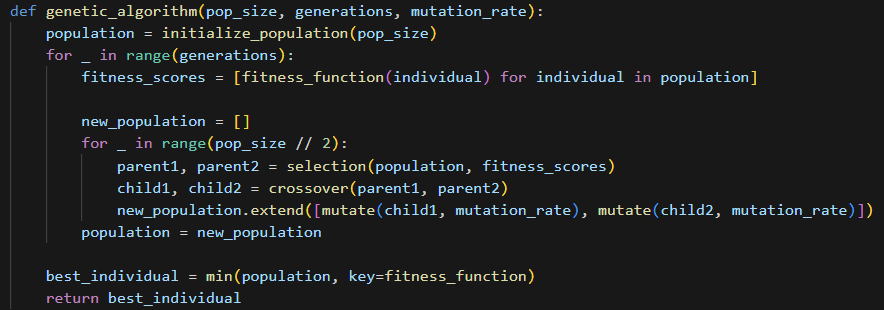 def genetic_algorithm(pop_size, generations, mutation_rate):
    population = initialize_population(pop_size)
    for _ in range(generations):
        fitness_scores = [fitness_function(individual) for individual in population]

        new_population = []
        for _ in range(pop_size // 2):
            parent1, parent2 = selection(population, fitness_scores)
            child1, child2 = crossover(parent1, parent2)
            new_population.extend([mutate(child1, mutation_rate), mutate(child2, mutation_rate)])
        population = new_population

    best_individual = min(population, key=fitness_function)
    return best_individual